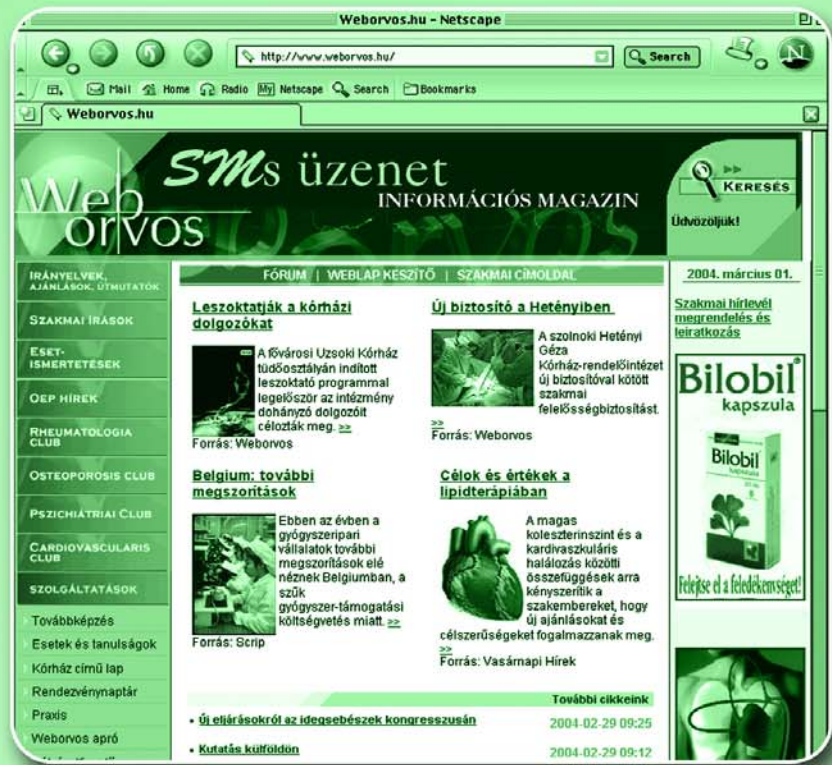 Weborvos.hu - Netscape
http://www.weborvos.hu/
Search
N
Mail Home Radio My Netscape Search Bookmarks
Weborvos.hu
Web
orvos
SMs üzenet
INFORMÁCIÓS MAGAZIN
KERESÉS
Üdvözöljük!
IRÁNYELVEK,
AJÁNLÁSOK, ÚTMUTATÓK
SZAKMAI ÍRÁSOK
ESET-
ISMERTETÉSEK
OEP HÍREK
RHEUMATOLOGIA
CLUB
OSTEOPOROSIS CLUB
PSZICHIÁTRIAI CLUB
CARDIOVASCULARIS
CLUB
SZOLGÁLTATÁSOK
Továbbképzés
Esetek és tanulságok
Kórház című lap
Rendezvénynaptár
Praxis
Weborvos apró
FÓRUM | WEBLAP KÉSZÍTŐ | SZAKMAI CÍMOLDAL
Leszoktatják a kórházi
dolgozókat
A fővárosi Uzsoki Kórház
tüdőosztályán indított
leszoktató programmal
legelőször az intézmény
dohányzó dolgozóit
célozták meg. >>
Forrás: Weborvos
Új biztosító a Hetényiben
A szolnoki Hetényi
Géza
Kórház-rendelőintézet
új biztosítóval kötött
szakmai
felelősségbiztosítást.
>>
Forrás: Weborvos
Belgium: további
megszorítások
Ebben az évben a
gyógyszeripari
vállalatok további
megszorítások elé
néznek Belgiumban, a
szűk
gyógyszer-támogatási
költségvetés miatt. >>
Forrás: Scrip
Célok és értékek a
lipidterápiában
A magas
koleszterinszint és a
kardivaszkuláris
halálozás közötti
összefüggések arra
kényszerítik a
szakembereket, hogy
új ajánlásokat és
célszerűségeket fogalmazzanak meg.
>>
Forrás: Vasárnapi Hírek
További cikkeink
• Új eljárásokról az idegsebészek kongresszusán 2004-02-29 09:25
• Kutatás külföldön 2004-02-29 09:12
2004. március 01.
Szakmai hírlevél
megrendelés és
leiratkozás
Bilobil®
kapszula
Bilobil
kapszula
Felejtse el a feledékenységet!